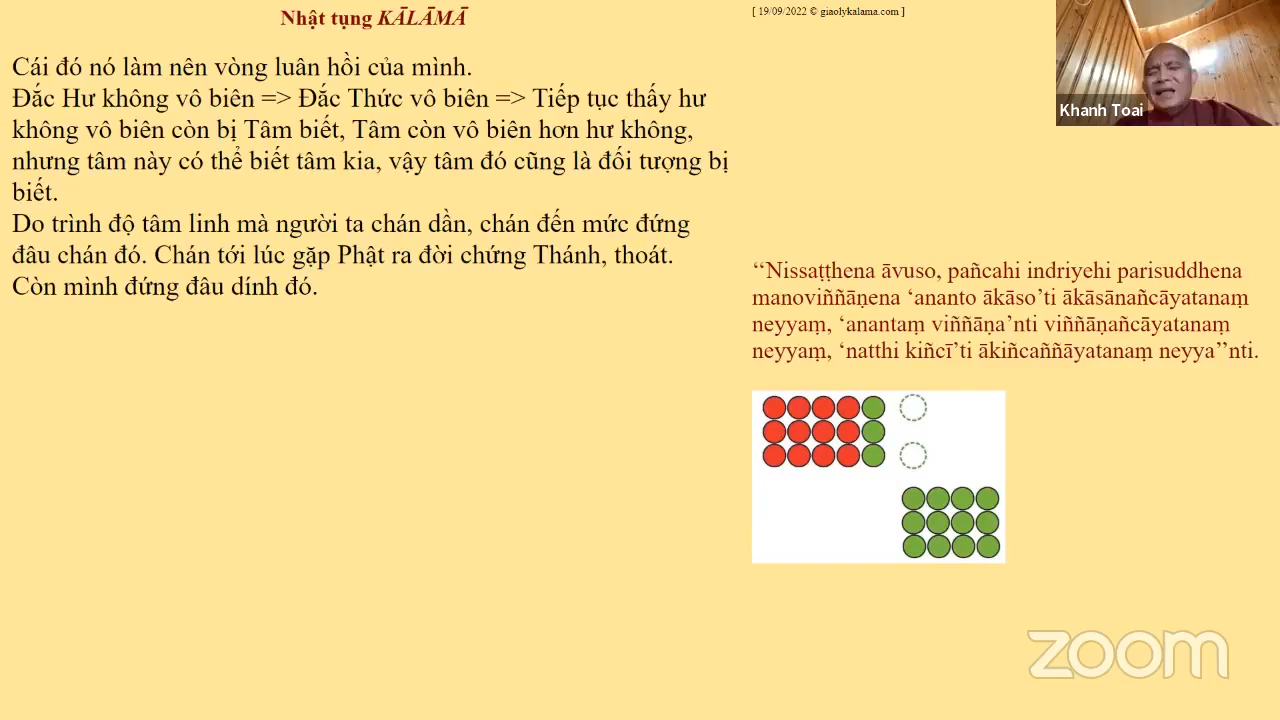 Nhật tụng KĀLĀMĀ
[ 19/09/2022 © giaolykalama.com ]
Cái đó nó làm nên vòng luân hồi của mình.
Đắc Hư không vô biên => Đắc Thức vô biên => Tiếp tục thấy hư
không vô biên còn bị Tâm biết, Tâm còn vô biên hơn hư không,
nhưng tâm này có thể biết tâm kia, vậy tâm đó cũng là đối tượng bị
biết.
Do trình độ tâm linh mà người ta chán dần, chán đến mức đứng
đâu chán đó. Chán tới lúc gặp Phật ra đời chứng Thánh, thoát.
Còn mình đứng đâu dính đó.
Khanh Toai
‘‘Nissaṭṭhena āvuso, pañcahi indriyehi parisuddhena
manoviññāṇena ‘ananto ākāso’ti ākāsānañcāyatanaṃ
neyyaṃ, ‘anantaṃ viññāṇa’nti viññāṇañcāyatanaṃ
neyyaṃ, ‘natthi kiñcī’ti ākiñcaññāyatanaṃ neyya’’nti.
zoom